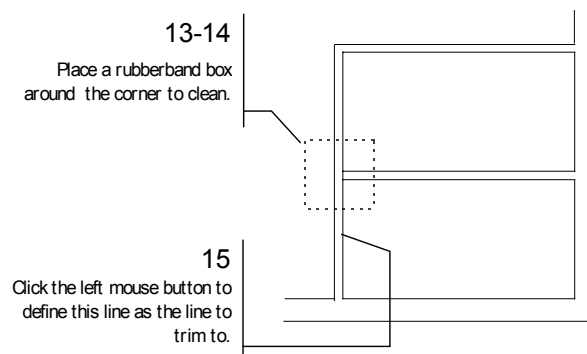 13-14
Place a rubberband box
around the corner to clean.
15
Click the left mouse button to
define this line as the line to
trim to.